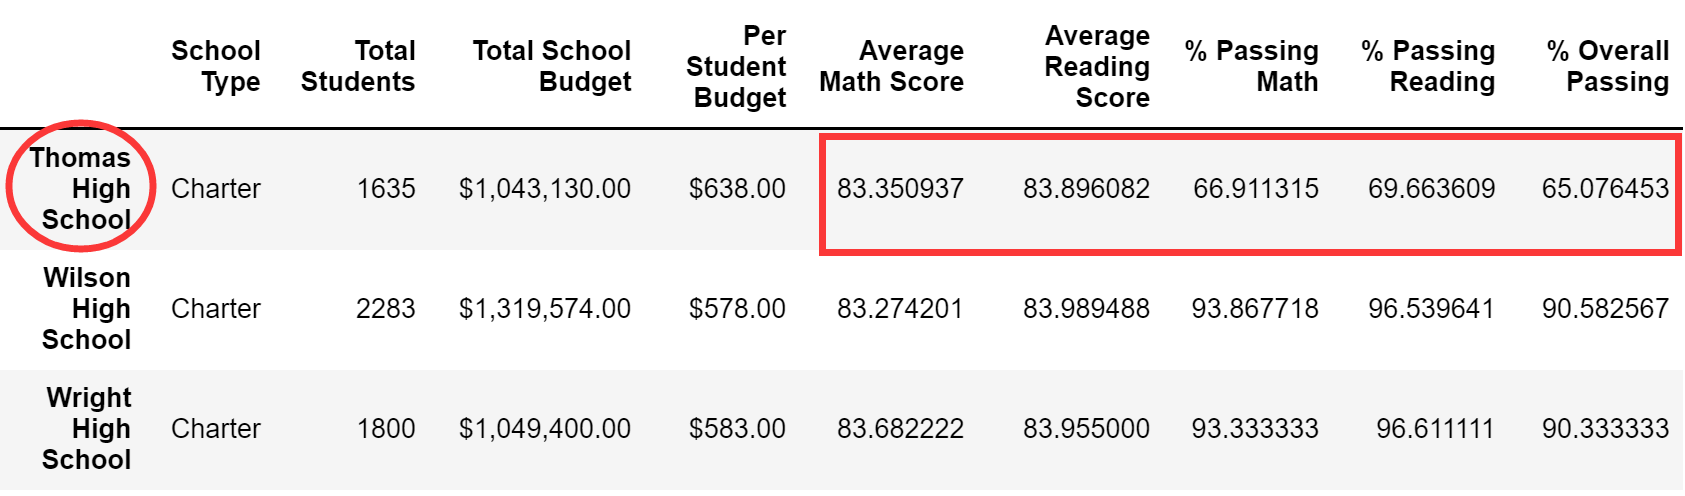 School Type Total Students Total School Budget Per Student Budget Average Math Score Average Reading Score % Passing Math % Passing Reading % Overall Passing
Thomas High School Charter 1635 $1,043,130.00 $638.00 83.350937 83.896082 66.911315 69.663609 65.076453
Wilson High School Charter 2283 $1,319,574.00 $578.00 83.274201 83.989488 93.867718 96.539641 90.582567
Wright High School Charter 1800 $1,049,400.00 $583.00 83.682222 83.955000 93.333333 96.611111 90.333333